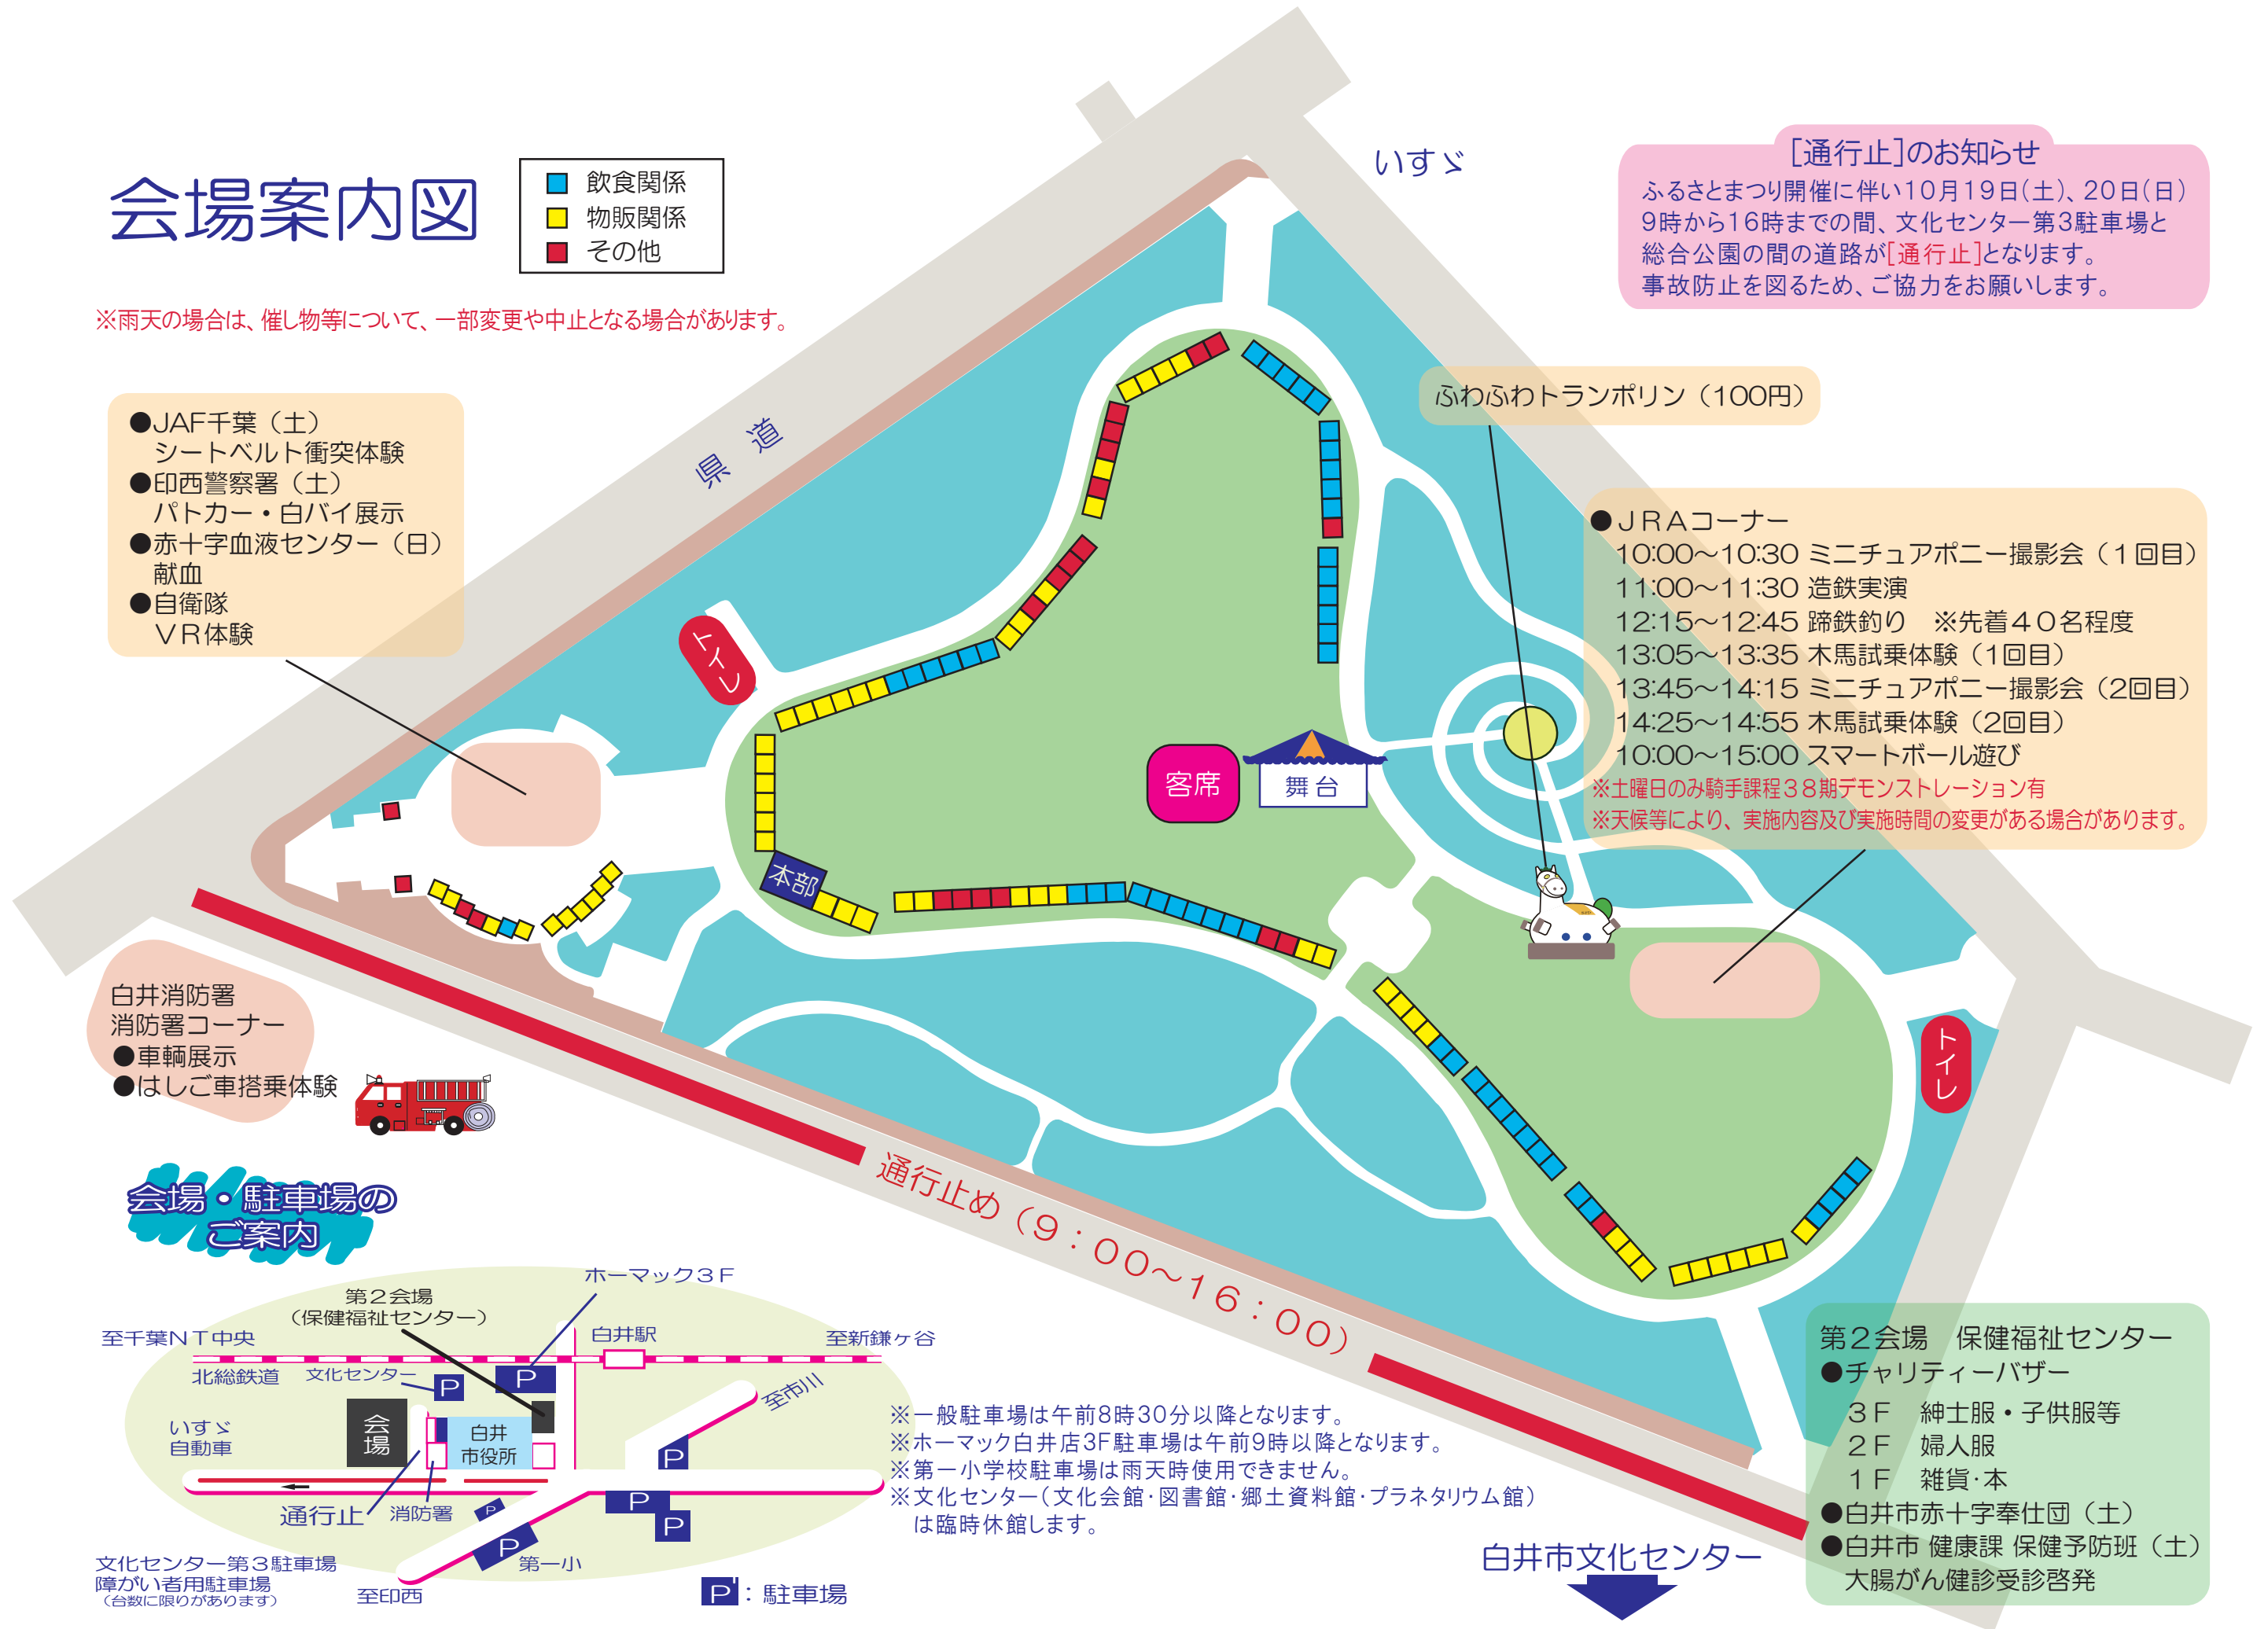 会場案内図
飲食関係
物販関係
その他
※雨天の場合は、催し物等について、一部変更や中止となる場合があります。
いすゞ
[通行止]のお知らせ
ふるさとまつり開催に伴い10月19日(土)、20日(日)
9時から16時までの間、文化センター第3駐車場と
総合公園の間の道路が[通行止]となります。
事故防止を図るため、ご協力をお願いします。
●JAF千葉(土)
シートベルト衝突体験
●印西警察署(土)
パトカー・白バイ展示
●赤十字血液センター(日)
献血
●自衛隊
VR体験
県道
トイレ
ふわふわトランポリン(100円)
●JRAコーナー
10:00〜10:30 ミニチュアポニー撮影会(1回目)
11:00〜11:30 造鉄実演
12:15〜12:45 蹄鉄釣り ※先着40名程度
13:05〜13:35 木馬試乗体験(1回目)
13:45〜14:15 ミニチュアポニー撮影会(2回目)
14:25〜14:55 木馬試乗体験(2回目)
10:00〜15:00 スマートボール遊び
※土曜日のみ騎手課程38期デモンストレーション有
※天候等により、実施内容及び実施時間の変更がある場合があります。
客席
舞台
本部
トイレ
白井消防署
消防署コーナー
●車輌展示
●はしご車搭乗体験
通行止め(9:00〜16:00)
会場・駐車場の
ご案内
ホーマック3F
第2会場
(保健福祉センター)
至千葉NT中央
白井駅
至新鎌ヶ谷
北総鉄道
文化センター
P
P
至市川
いすゞ
自動車
会場
白井
市役所
P
通行止
消防署
P
P
P
P
第一小
文化センター第3駐車場
障がい者用駐車場
(台数に限りがあります)
至印西
P:駐車場
※一般駐車場は午前8時30分以降となります。
※ホーマック白井店3F駐車場は午前9時以降となります。
※第一小学校駐車場は雨天時使用できません。
※文化センター(文化会館・図書館・郷土資料館・プラネタリウム館)
は臨時休館します。
白井市文化センター
第2会場 保健福祉センター
●チャリティーバザー
3F 紳士服・子供服等
2F 婦人服
1F 雑貨・本
●白井市赤十字奉仕団(土)
●白井市 健康課 保健予防班(土)
大腸がん健診受診啓発